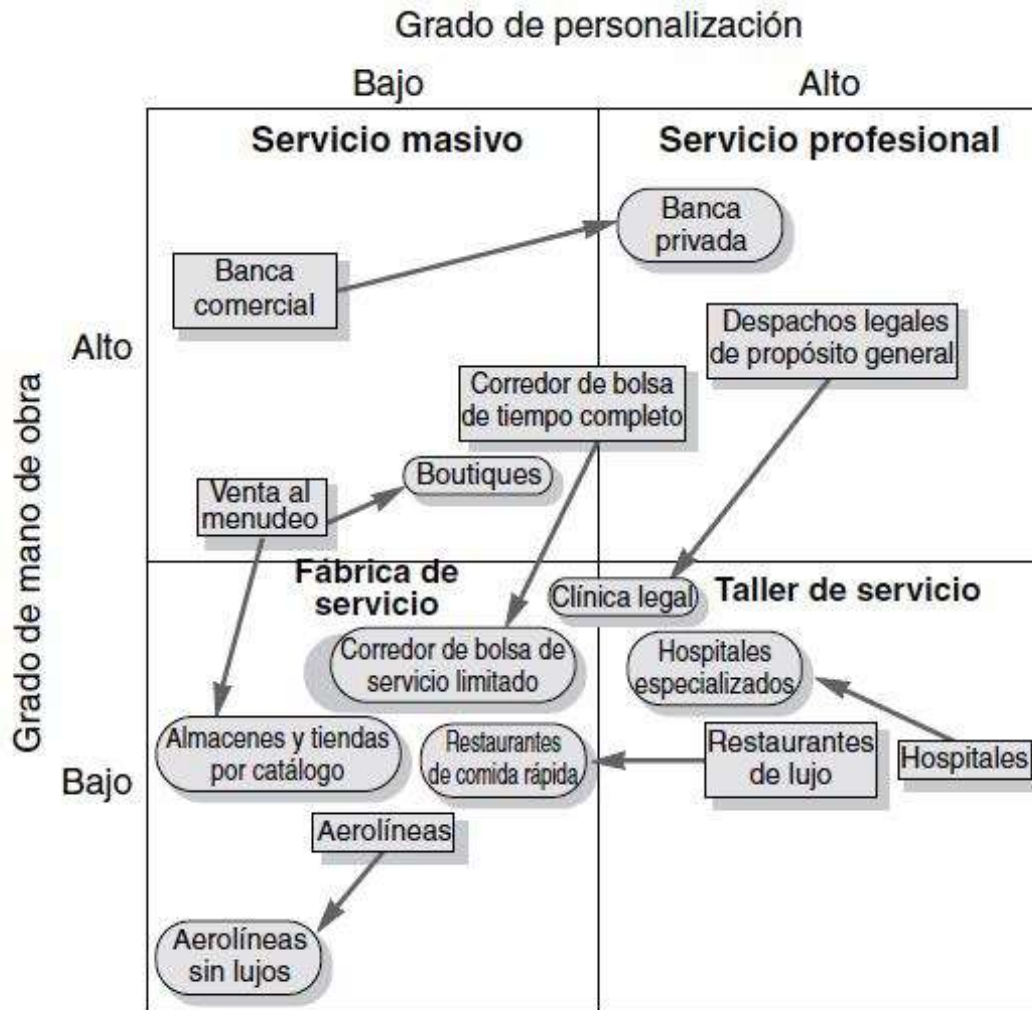 Grado de personalización
Bajo
Alto
Servicio masivo
Servicio profesional
Banca
privada
Banca
comercial
Despachos legales
de propósito general
Alto
Corredor de bolsa
de tiempo completo
Boutiques
Venta al
menudeo
Grado de mano de obra
Fábrica de
servicio
Clínica legal
Taller de servicio
Corredor de bolsa de
servicio limitado
Hospitales
especializados
Almacenes y tiendas
por catálogo
Restaurantes
de comida rápida
Restaurantes
de lujo
Hospitales
Bajo
Aerolíneas
Aerolíneas
sin lujos